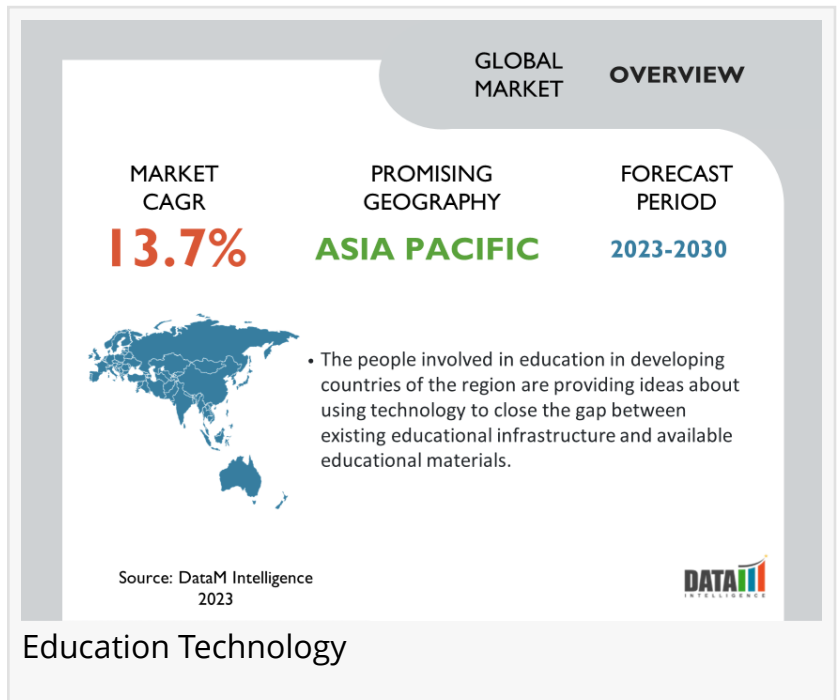 GLOBAL
MARKET
OVERVIEW
MARKET
CAGR
13.7%
PROMISING
GEOGRAPHY
ASIA PACIFIC
FORECAST
PERIOD
2023-2030
• The people involved in education in developing
countries of the region are providing ideas about
using technology to close the gap between
existing educational infrastructure and available
educational materials.
Source: DataM Intelligence
2023
DATAM
INTELLIGENCE
Education Technology